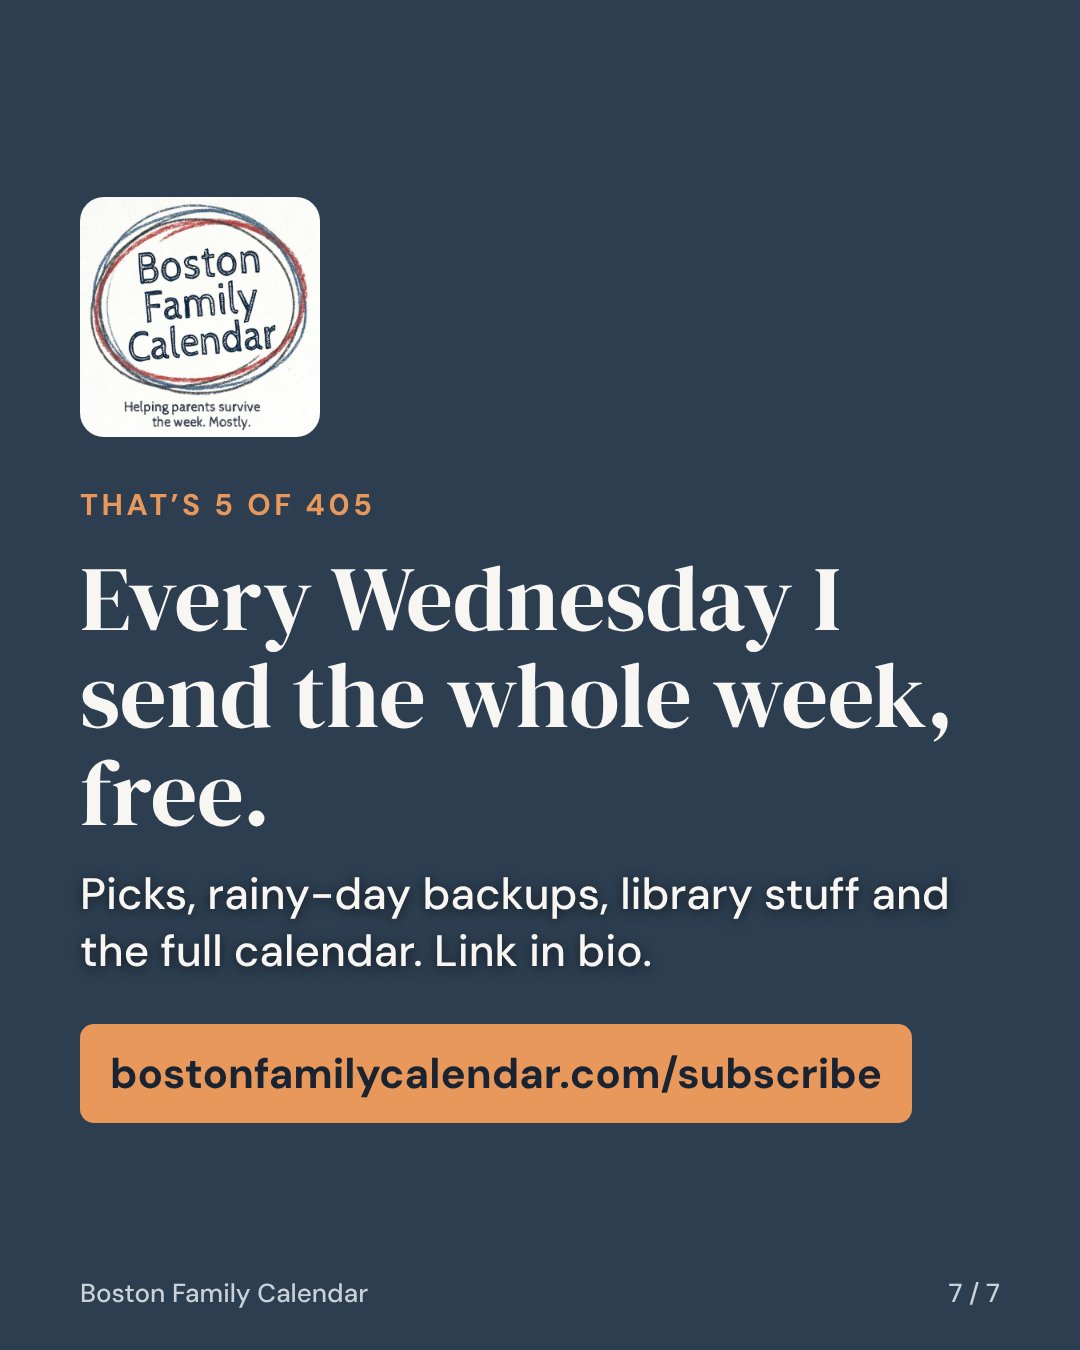 Boston
Family
Calendar
Helping parents survive
the week. Mostly.
THAT’S 5 OF 405
Every Wednesday I
send the whole week,
free.
Picks, rainy-day backups, library stuff and
the full calendar. Link in bio.
bostonfamilycalendar.com/subscribe
Boston Family Calendar
7 / 7